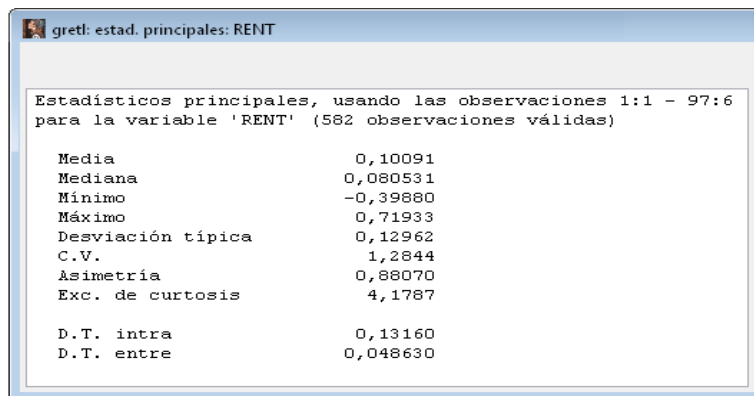 gretl: estad. principales: RENT
Estadísticos principales, usando las observaciones 1:1 - 97:6
para la variable 'RENT' (582 observaciones válidas)
Media 0,10091
Mediana 0,080531
Mínimo -0,39880
Máximo 0,71933
Desviación típica 0,12962
C.V. 1,2844
Asimetría 0,88070
Exc. de curtosis 4,1787
D.T. intra 0,13160
D.T. entre 0,048630